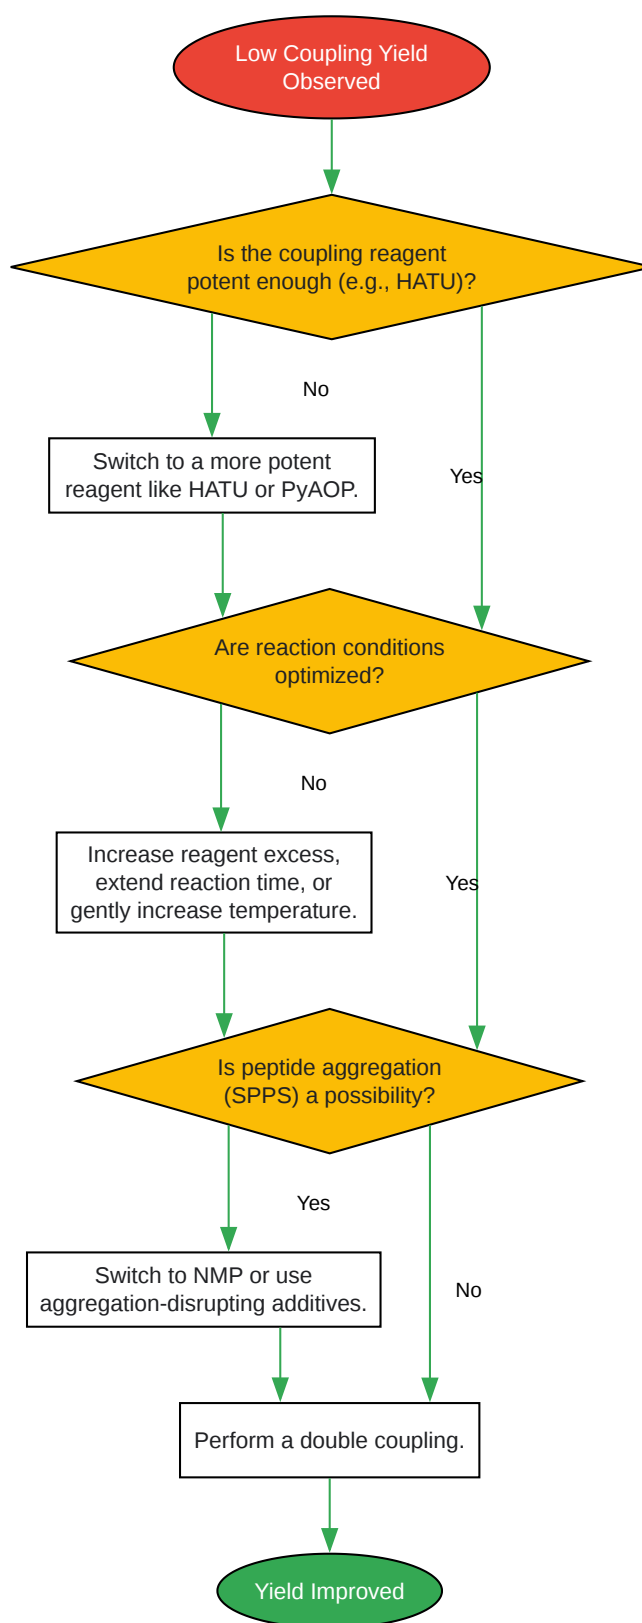 Low Coupling Yield
Observed
Is the coupling reagent
potent enough (e.g., HATU)?
No
Switch to a more potent
reagent like HATU or PyAOP.
Yes
Are reaction conditions
optimized?
No
Increase reagent excess,
extend reaction time, or
gently increase temperature.
Yes
Is peptide aggregation
(SPPS) a possibility?
Yes
Switch to NMP or use
aggregation-disrupting additives.
No
Perform a double coupling.
Yield Improved